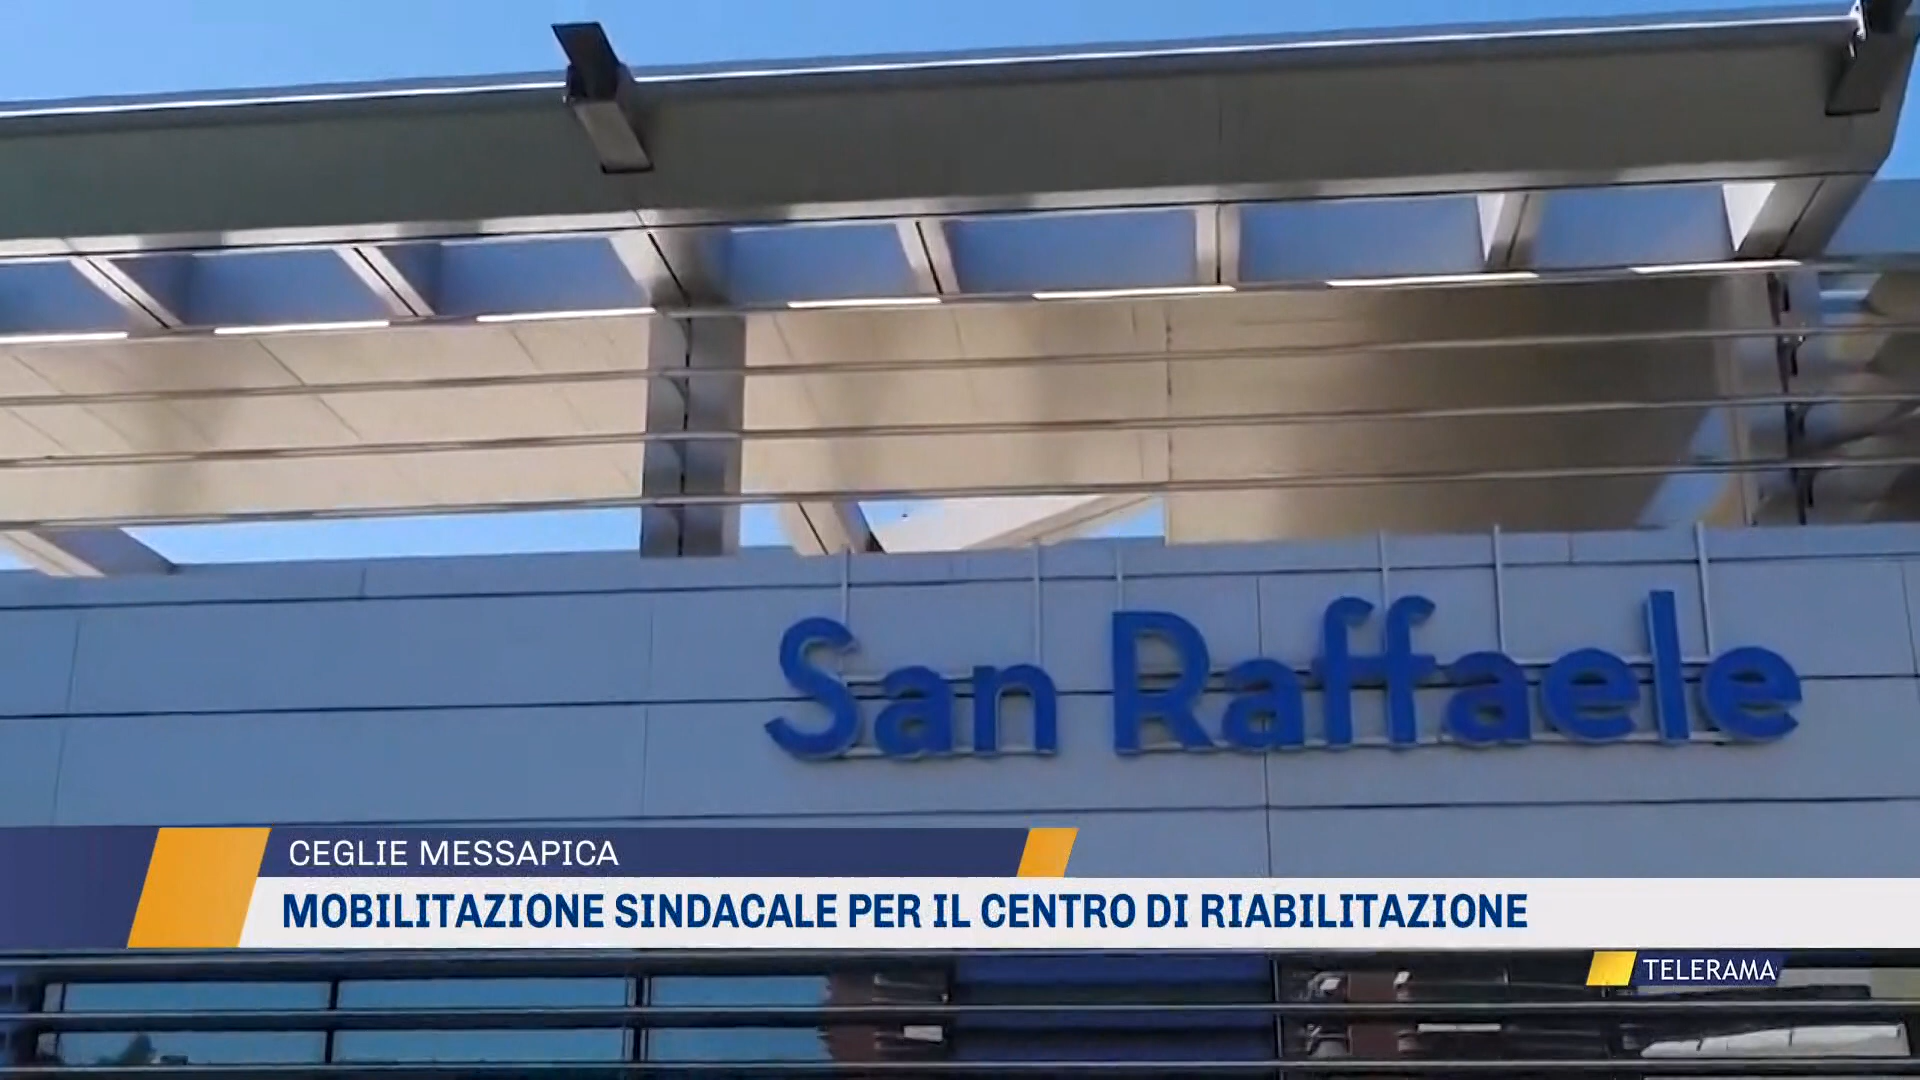 San Raffaele
CEGLIE MESSAPICA
MOBILITAZIONE SINDACALE PER IL CENTRO DI RIABILITAZIONE
TELERAMA